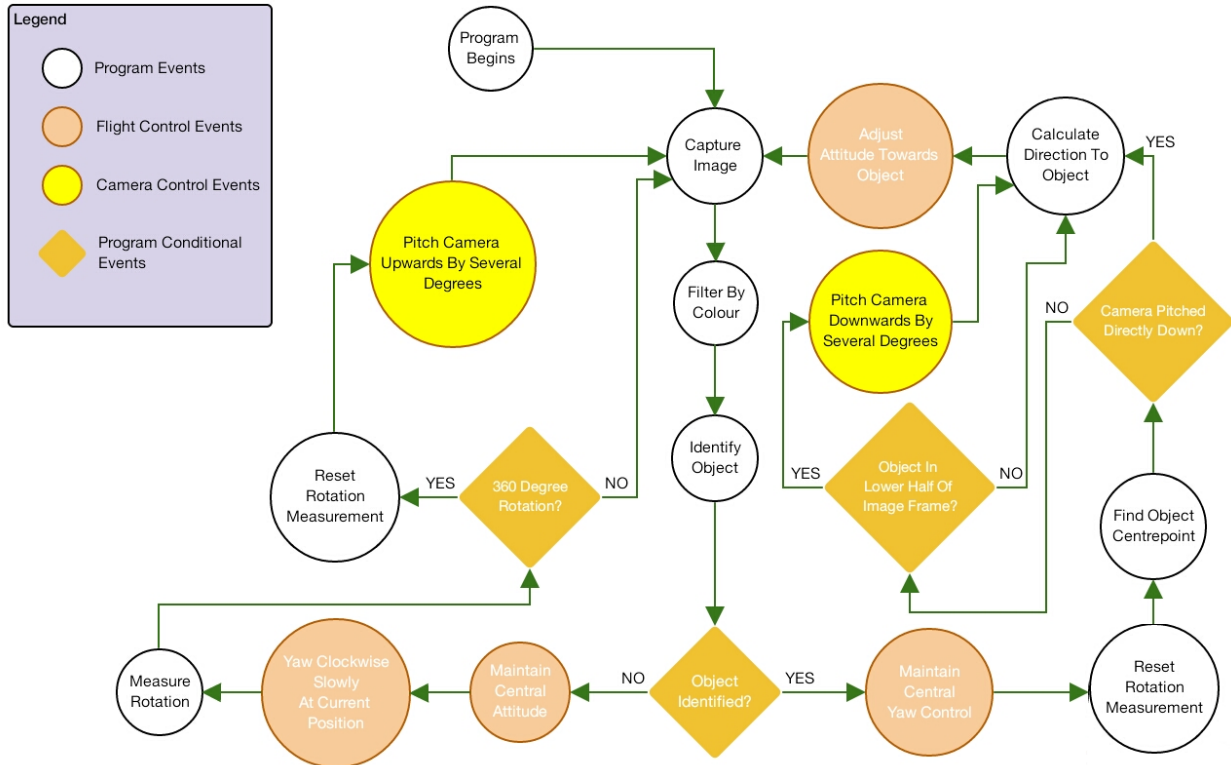 Legend
Program Events
Flight Control Events
Camera Control Events
Program Conditional
Events
Program
Begins
Capture
Image
Adjust
Attitude Towards
Object
Calculate
Direction To
Object
YES
Pitch Camera
Upwards By Several
Degrees
Filter By
Colour
Pitch Camera
Downwards By
Several Degrees
NO
Camera Pitched
Directly Down?
Identify
Object
Reset
Rotation
Measurement
YES
360 Degree
Rotation?
NO
YES
Object In
Lower Half Of
Image Frame?
NO
Find Object
Centrepoint
Measure
Rotation
Yaw Clockwise
Slowly
At Current
Position
Maintain
Central
Attitude
NO
Object
Identified?
YES
Maintain
Central
Yaw Control
Reset
Rotation
Measurement